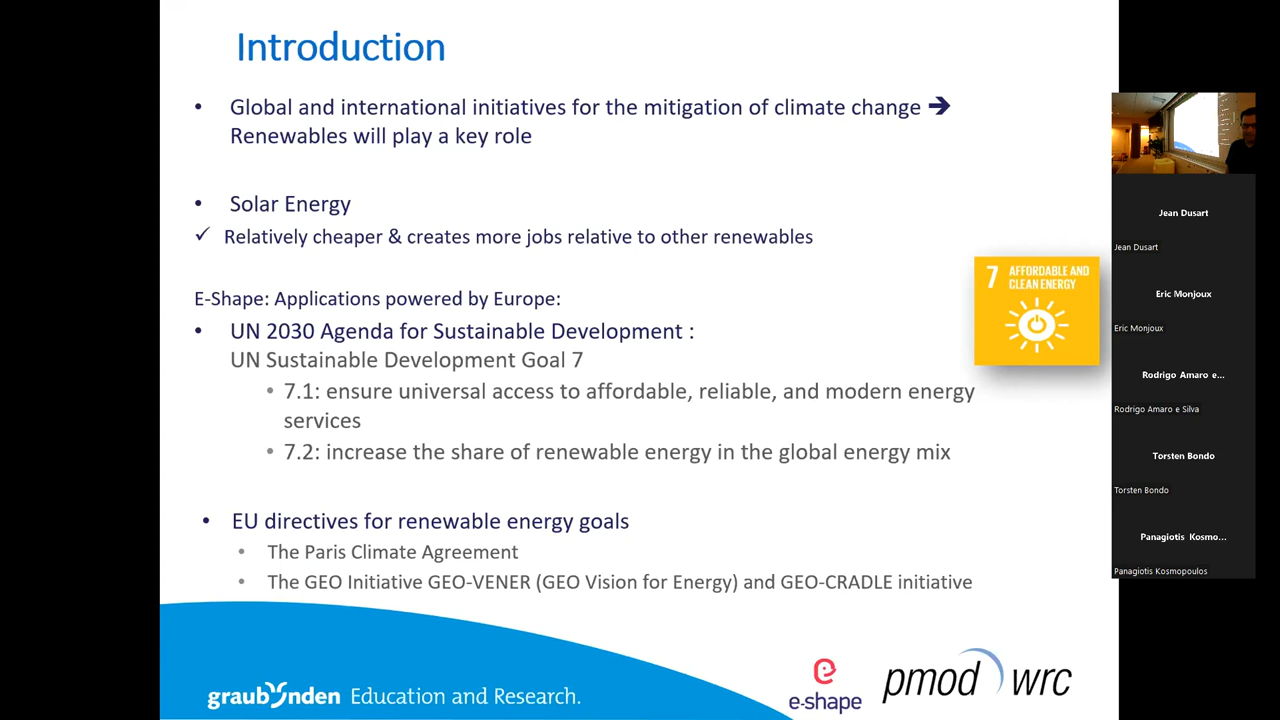 Introduction
• Global and international initiatives for the mitigation of climate change ➔
Renewables will play a key role
• Solar Energy
✓ Relatively cheaper & creates more jobs relative to other renewables
E-Shape: Applications powered by Europe:
• UN 2030 Agenda for Sustainable Development :
UN Sustainable Development Goal 7
• 7.1: ensure universal access to affordable, reliable, and modern energy
services
• 7.2: increase the share of renewable energy in the global energy mix
• EU directives for renewable energy goals
• The Paris Climate Agreement
• The GEO Initiative GEO-VENER (GEO Vision for Energy) and GEO-CRADLE initiative
7 AFFORDABLE AND
CLEAN ENERGY
graubünden Education and Research.
e-shape
pmod wrc
Jean Dusart
Jean Dusart
Eric Monjoux
Eric Monjoux
Rodrigo Amaro e...
Rodrigo Amaro e Silva
Torsten Bondo
Torsten Bondo
Panagiotis Kosmo...
Panagiotis Kosmopoulos